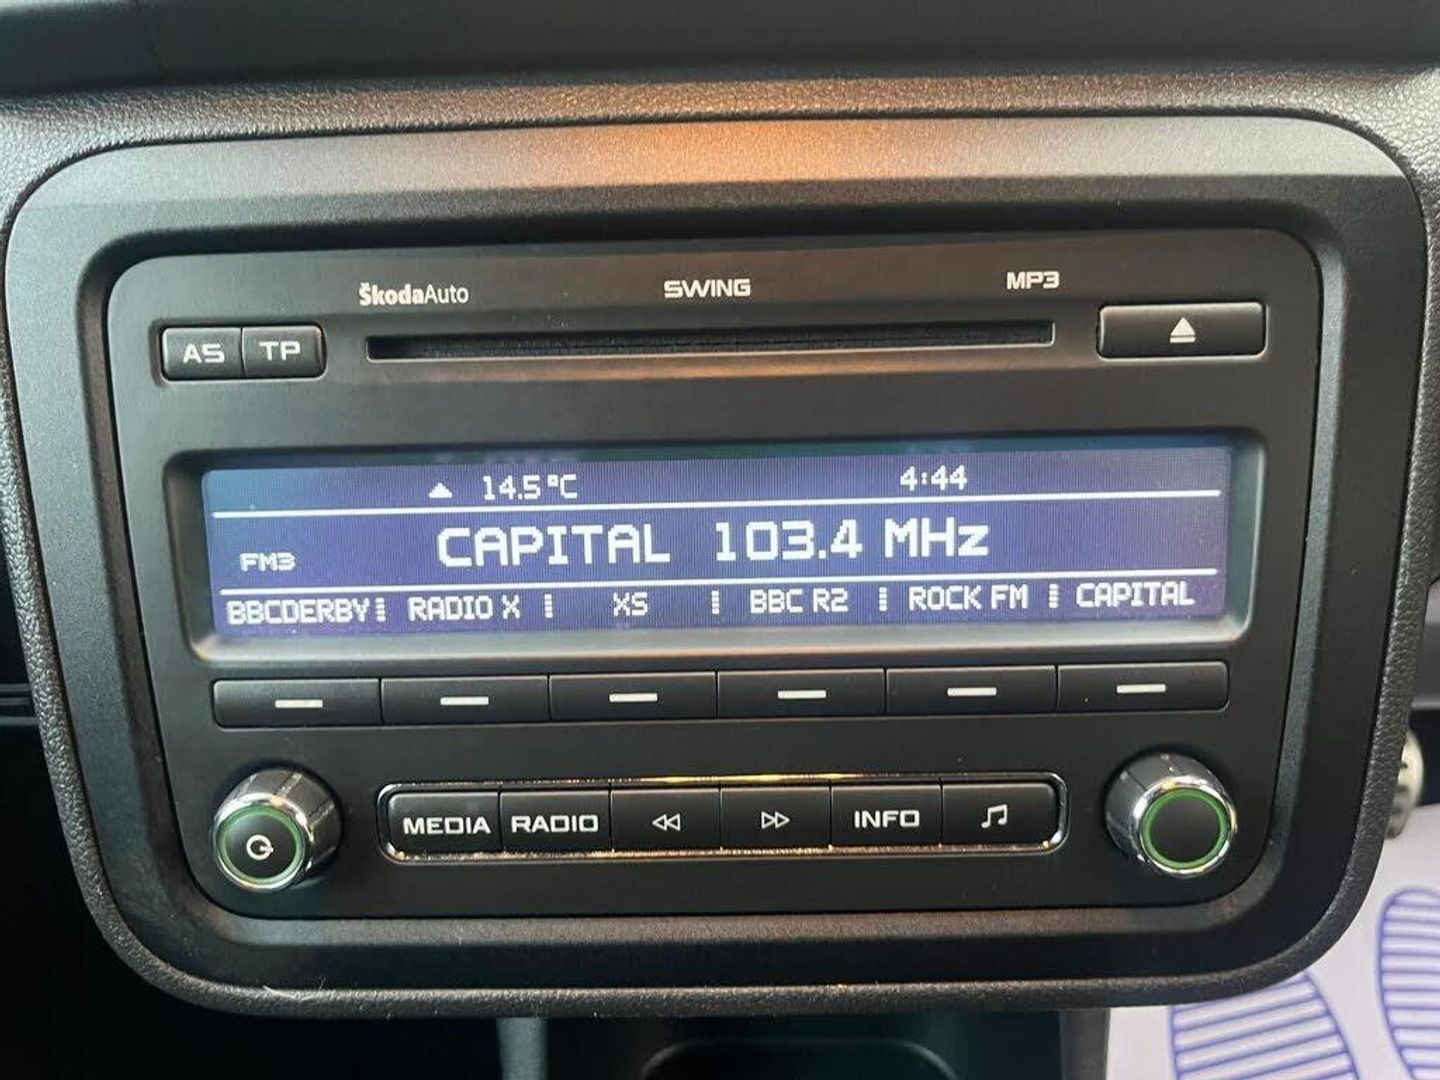 ŠkodaAuto SWING MP3
AS TP
14.5°C 4:44
FM3 CAPITAL 103.4 MHz
BBCDERBY RADIO X XS BBC R2 ROCK FM CAPITAL
MEDIA RADIO INFO